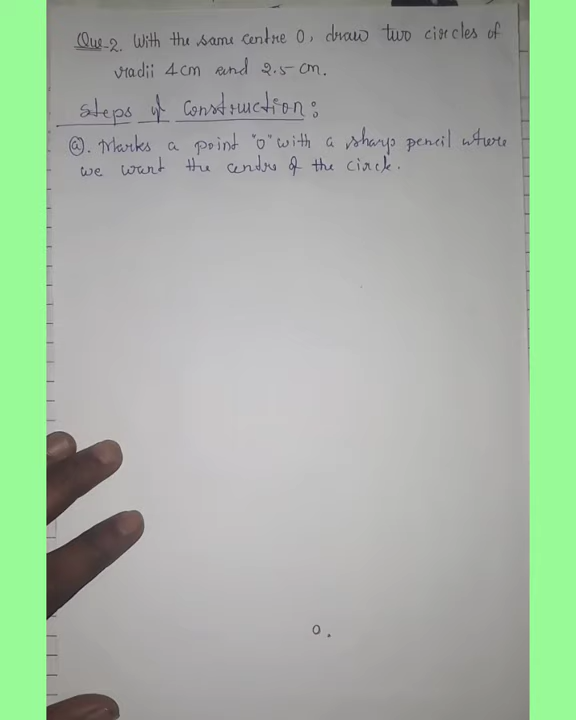 Que-2. With the same centre O, draw two circles of
radii 4cm and 2.5 cm.
Steps of Construction:
(a). Marks a point "O" with a sharp pencil where
we want the centre of the circle.
O.